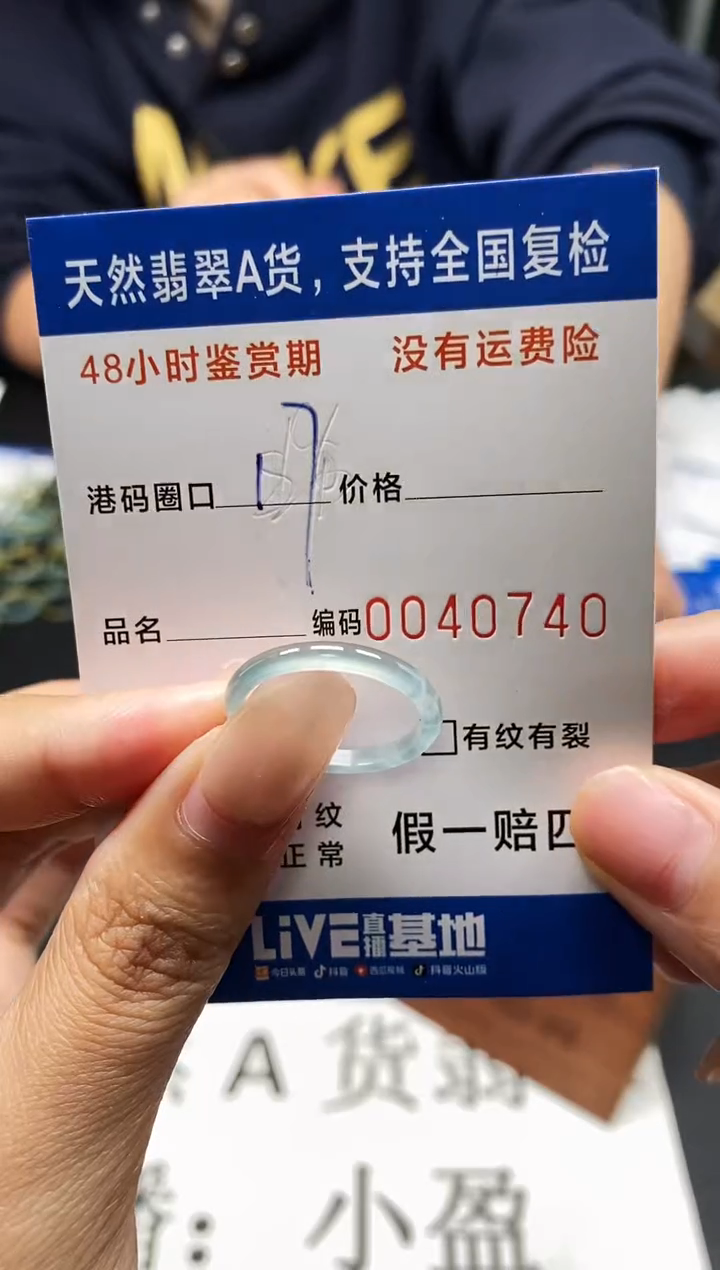 天然翡翠A货，支持全国复检
48小时鉴赏期 没有运费险
港码圈口 17 价格
品名 编码0040740
有纹有裂
纹 假一赔四
正常
LiVE直播基地
今日头条 抖音 西瓜视频 抖音火山版
A货翡
：小盈